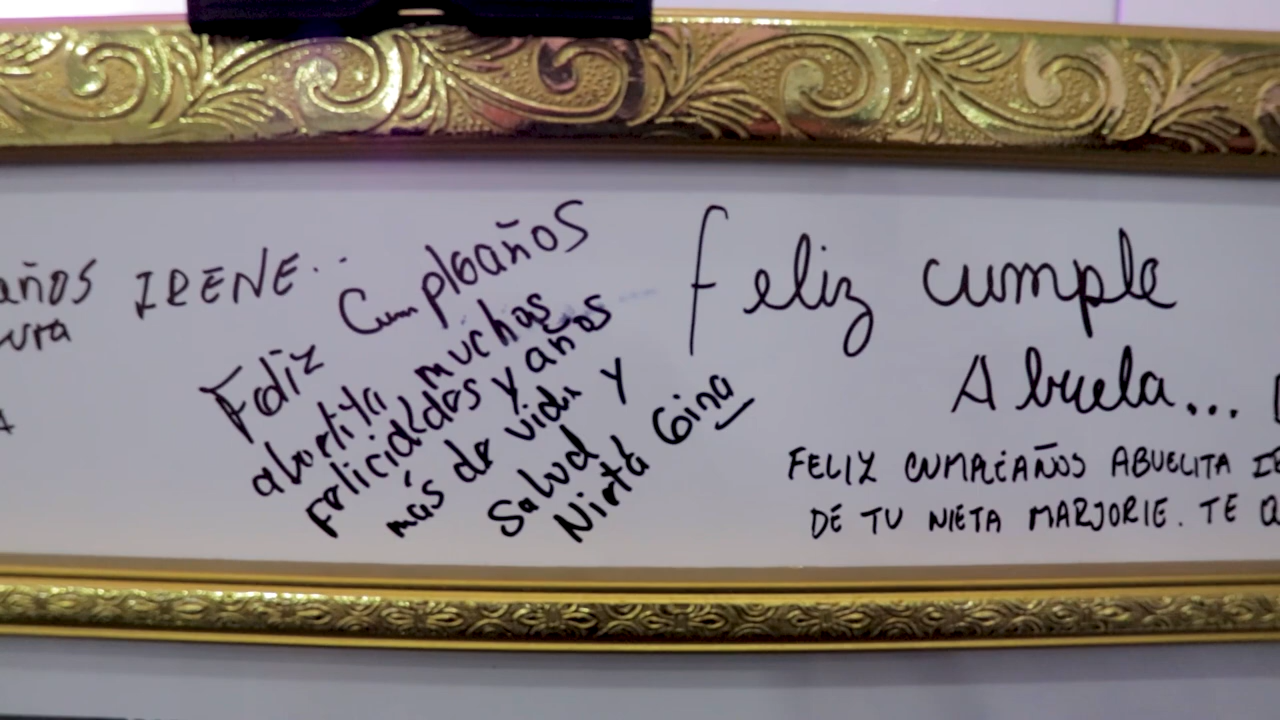 años IRENE..
Feliz Cumpleaños
abuelita muchas
Felicidades y años
más de vida y
Salud
Nieta Gina
Feliz cumple
Abuela...
FELIZ CUMPLEAÑOS ABUELITA
DE TU NIETA MARJORIE. TE